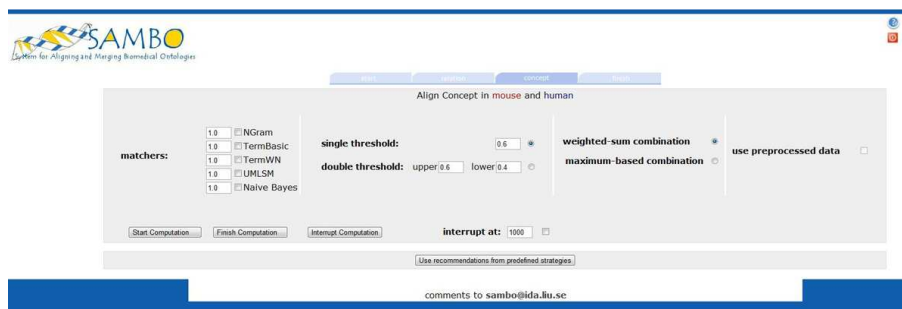 SAMBO
System for Aligning and Merging Biomedical Ontologies
concept
Align Concept in mouse and human
matchers:
1.0 NGram
1.0 TermBasic
1.0 TermWN
1.0 UMLSM
1.0 Naive Bayes
single threshold: 0.6
double threshold: upper 0.6 lower 0.4
weighted-sum combination
maximum-based combination
use preprocessed data
Start Computation Finish Computation Interrupt Computation interrupt at: 1000
Use recommendations from predefined strategies
comments to sambo@ida.liu.se